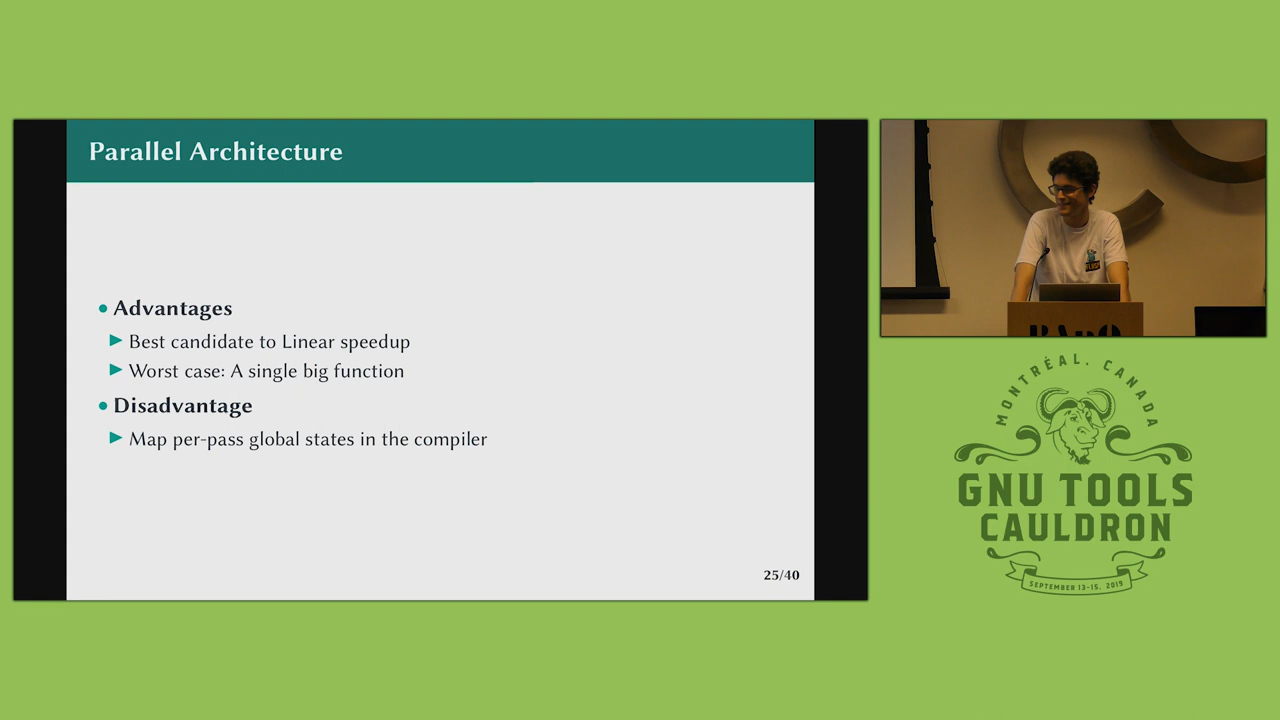 Parallel Architecture
Advantages
Best candidate to Linear speedup
Worst case: A single big function
Disadvantage
Map per-pass global states in the compiler
25/40
MONTRÉAL, CANADA
GNU TOOLS
CAULDRON
SEPTEMBER 13-15, 2019